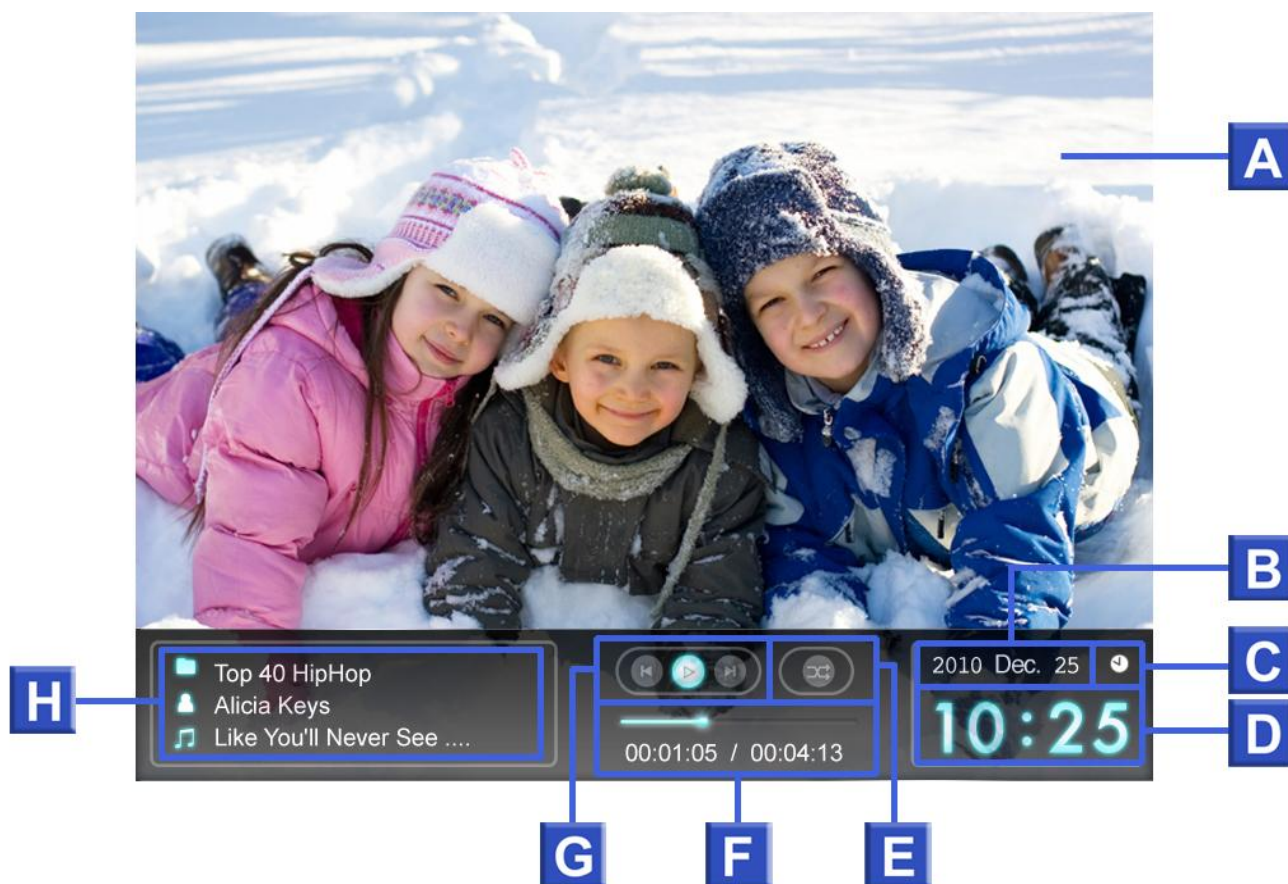 A
B
2010 Dec. 25
C
Top 40 HipHop
H
Alicia Keys
10:25
D
Like You'll Never See ....
00:01:05 / 00:04:13
G
F
E